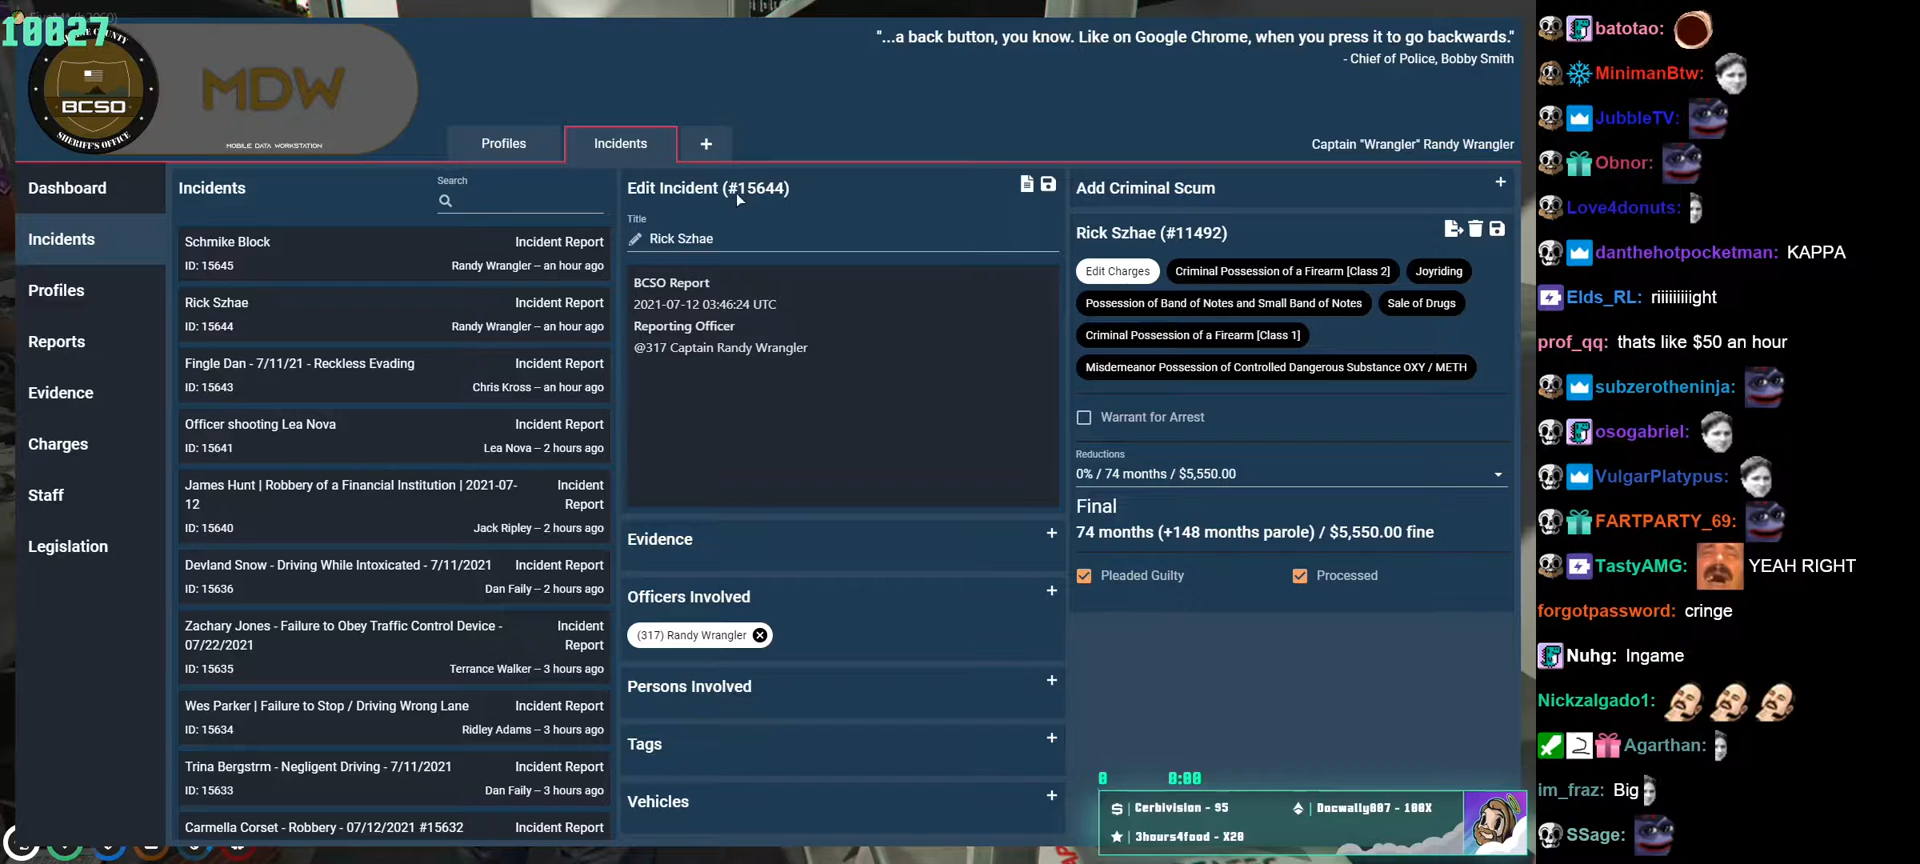 10027
"...a back button, you know. Like on Google Chrome, when you press it to go backwards."
- Chief of Police, Bobby Smith
BCSO
SHERIFF'S OFFICE
MDW
MOBILE DATA WORKSTATION
Profiles
Incidents
+
Captain "Wrangler" Randy Wrangler
Dashboard
Incidents
Profiles
Reports
Evidence
Charges
Staff
Legislation
Incidents
Search
Schmike Block Incident Report
ID: 15645 Randy Wrangler – an hour ago
Rick Szhae Incident Report
ID: 15644 Randy Wrangler – an hour ago
Fingle Dan - 7/11/21 - Reckless Evading Incident Report
ID: 15643 Chris Kross – an hour ago
Officer shooting Lea Nova Incident Report
ID: 15641 Lea Nova – 2 hours ago
James Hunt | Robbery of a Financial Institution | 2021-07- Incident
12 Report
ID: 15640 Jack Ripley – 2 hours ago
Devland Snow - Driving While Intoxicated - 7/11/2021 Incident Report
ID: 15636 Dan Faily – 2 hours ago
Zachary Jones - Failure to Obey Traffic Control Device - Incident
07/22/2021 Report
ID: 15635 Terrance Walker – 3 hours ago
Wes Parker | Failure to Stop / Driving Wrong Lane Incident Report
ID: 15634 Ridley Adams – 3 hours ago
Trina Bergstrm - Negligent Driving - 7/11/2021 Incident Report
ID: 15633 Dan Faily – 3 hours ago
Carmella Corset - Robbery - 07/12/2021 #15632 Incident Report
Edit Incident (#15644)
Title
Rick Szhae
BCSO Report
2021-07-12 03:46:24 UTC
Reporting Officer
@317 Captain Randy Wrangler
Evidence +
Officers Involved +
(317) Randy Wrangler
Persons Involved +
Tags +
Vehicles +
Add Criminal Scum +
Rick Szhae (#11492)
Edit Charges Criminal Possession of a Firearm [Class 2] Joyriding
Possession of Band of Notes and Small Band of Notes Sale of Drugs
Criminal Possession of a Firearm [Class 1]
Misdemeanor Possession of Controlled Dangerous Substance OXY / METH
Warrant for Arrest
Reductions
0% / 74 months / $5,550.00
Final
74 months (+148 months parole) / $5,550.00 fine
Pleaded Guilty Processed
0 0:00
Cerbivision - 95 Docwally007 - 100X
3hours4food - X20
batotao:
MinimanBtw:
JubbleTV:
Obnor:
Love4donuts:
danthehotpocketman: KAPPA
Elds_RL: riiiiiiiiight
prof_qq: thats like $50 an hour
subzerotheninja:
osogabriel:
VulgarPlatypus:
FARTPARTY_69:
TastyAMG: YEAH RIGHT
forgotpassword: cringe
Nuhg: Ingame
Nickzalgado1:
Agarthan:
im_fraz: Big
SSage: